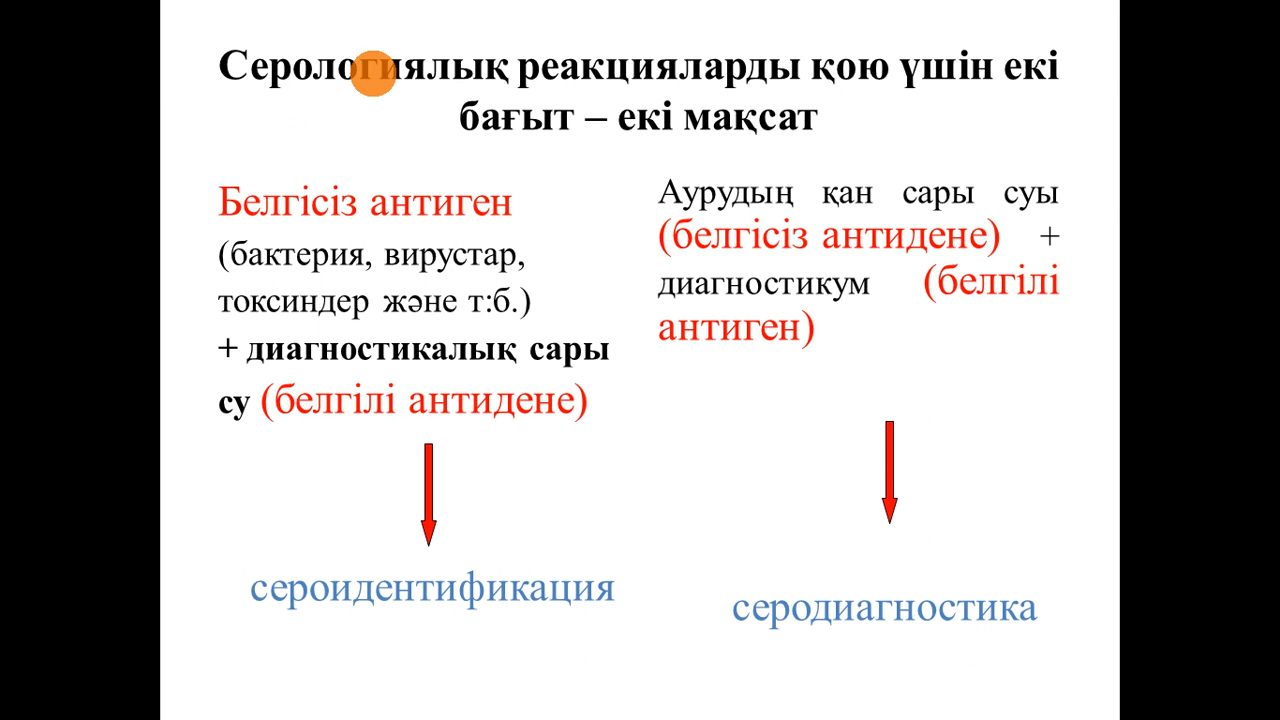 Серологиялық реакцияларды қою үшін екі
бағыт – екі мақсат
Белгісіз антиген
(бактерия, вирустар,
токсиндер және т:б.)
+ диагностикалық сары
су (белгілі антидене)
сероидентификация
Аурудың қан сары суы
(белгісіз антидене) +
диагностикум (белгілі
антиген)
серодиагностика